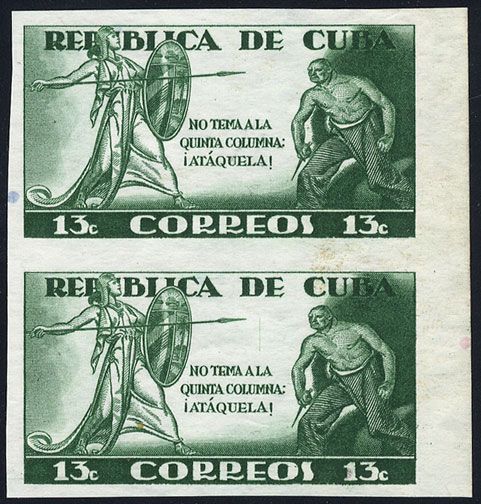 REPUBLICA DE CUBA
NO TEMA A LA
QUINTA COLUMNA:
¡ATÁQUELA!
13c CORREOS 13c
REPUBLICA DE CUBA
NO TEMA A LA
QUINTA COLUMNA:
¡ATÁQUELA!
13c CORREOS 13c